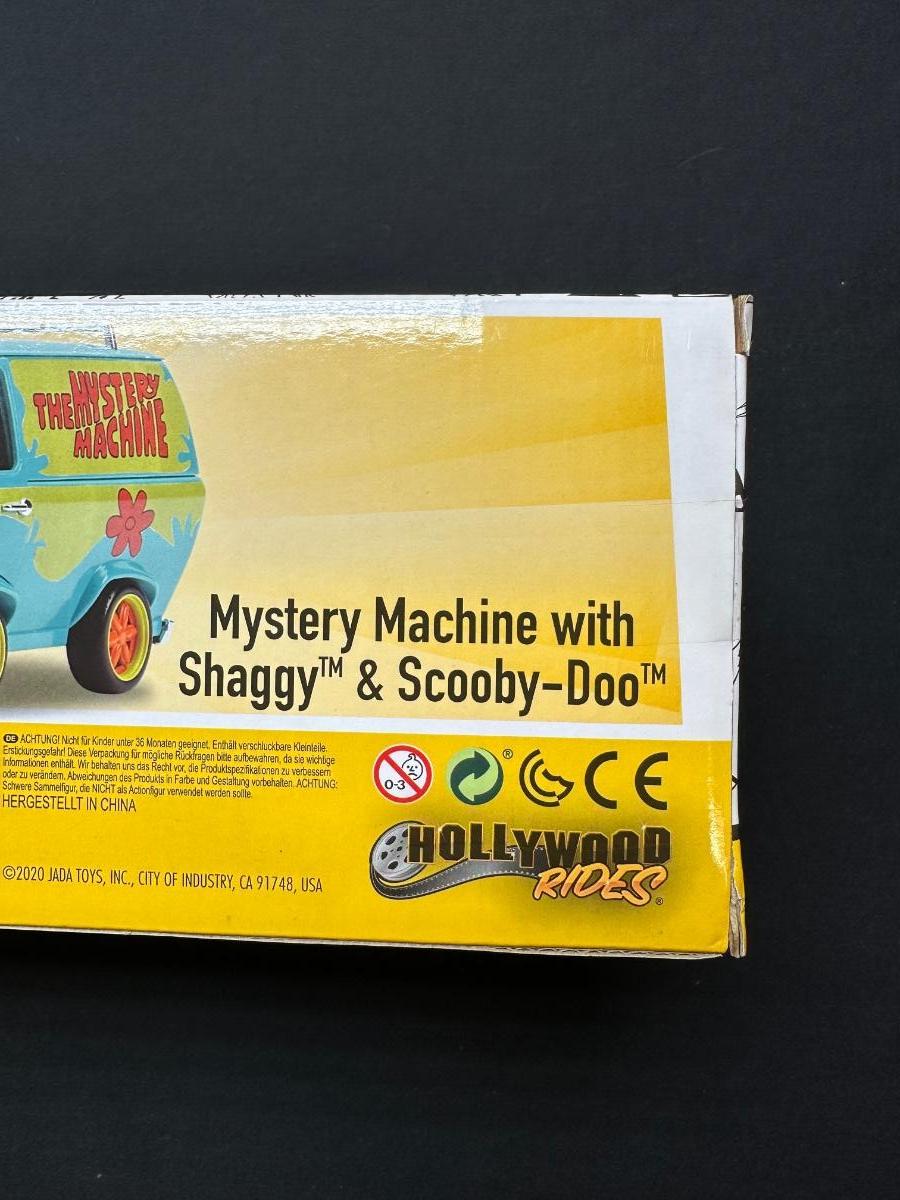 THE MYSTERY
MACHINE
Mystery Machine with
Shaggy™ & Scooby-Doo™
DE ACHTUNG! Nicht für Kinder unter 36 Monaten geeignet. Enthält verschluckbare Kleinteile.
Erstickungsgefahr! Diese Verpackung für mögliche Rückfragen bitte aufbewahren, da sie wichtige
Informationen enthält. Wir behalten uns das Recht vor, die Produktspezifikationen zu verbessern
oder zu verändern. Abweichungen des Produkts in Farbe und Gestaltung vorbehalten. ACHTUNG:
Schwere Sammelfigur, die NICHT als Actionfigur verwendet werden sollte.
HERGESTELLT IN CHINA
0-3
®
CE
©2020 JADA TOYS, INC., CITY OF INDUSTRY, CA 91748, USA
HOLLYWOOD
RIDES®